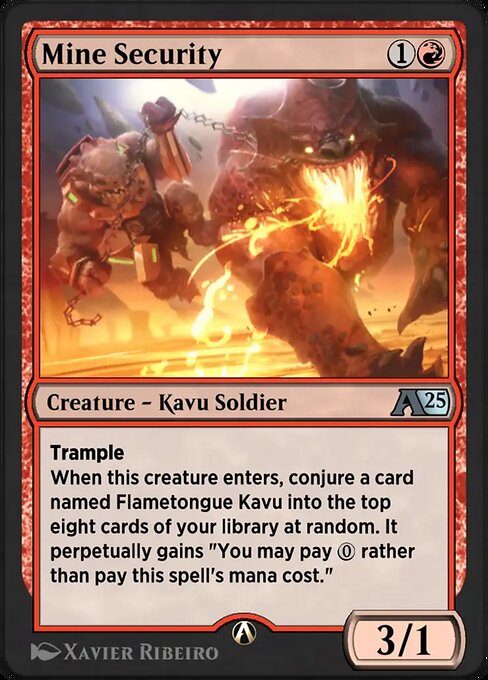 Mine Security 1
Creature – Kavu Soldier A25
Trample
When this creature enters, conjure a card
named Flametongue Kavu into the top
eight cards of your library at random. It
perpetually gains "You may pay 0 rather
than pay this spell's mana cost."
3/1
Xavier Ribeiro